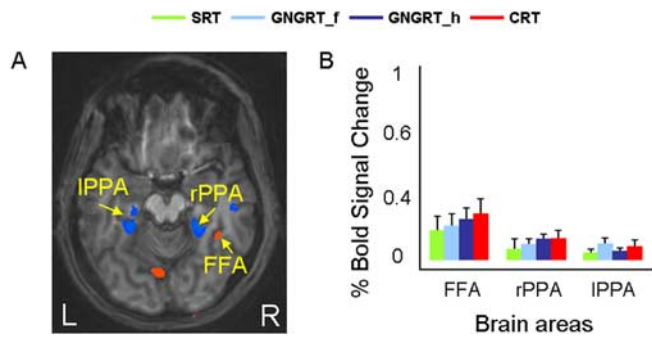 SRT GNGRT_f GNGRT_h CRT
A
lPPA
rPPA
FFA
L
R
B
% Bold Signal Change
1
0.6
0.4
0
FFA rPPA lPPA
Brain areas